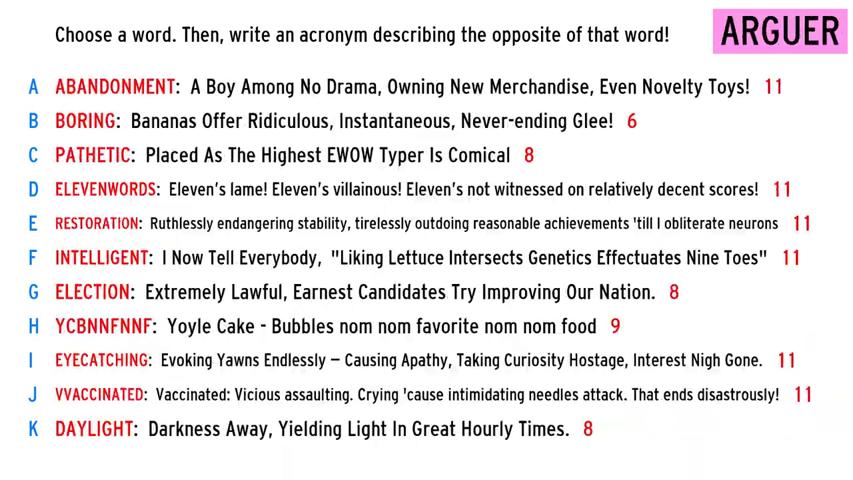 Choose a word. Then, write an acronym describing the opposite of that word!
ARGUER
A ABANDONMENT: A Boy Among No Drama, Owning New Merchandise, Even Novelty Toys! 11
B BORING: Bananas Offer Ridiculous, Instantaneous, Never-ending Glee! 6
C PATHETIC: Placed As The Highest EWOW Typer Is Comical 8
D ELEVENWORDS: Eleven's lame! Eleven's villainous! Eleven's not witnessed on relatively decent scores! 11
E RESTORATION: Ruthlessly endangering stability, tirelessly outdoing reasonable achievements 'till I obliterate neurons 11
F INTELLIGENT: I Now Tell Everybody, "Liking Lettuce Intersects Genetics Effectuates Nine Toes" 11
G ELECTION: Extremely Lawful, Earnest Candidates Try Improving Our Nation. 8
H YCBNNFNNF: Yoyle Cake - Bubbles nom nom favorite nom nom food 9
I EYECATCHING: Evoking Yawns Endlessly – Causing Apathy, Taking Curiosity Hostage, Interest Nigh Gone. 11
J VVACCINATED: Vaccinated: Vicious assaulting. Crying 'cause intimidating needles attack. That ends disastrously! 11
K DAYLIGHT: Darkness Away, Yielding Light In Great Hourly Times. 8